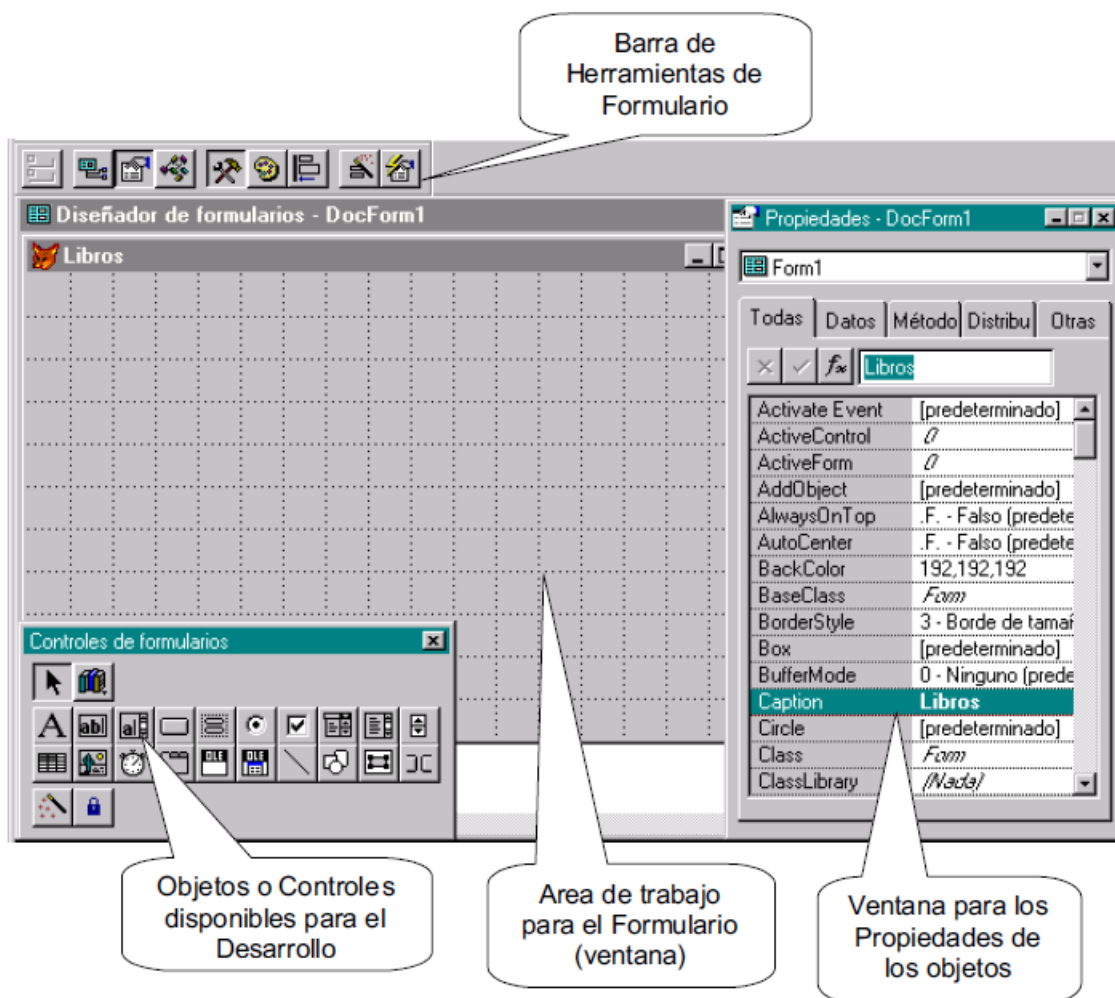 Barra de
Herramientas de
Formulario
Diseñador de formularios - DocForm1
Libros
Propiedades - DocForm1
Form1
Todas Datos Método Distribu Otras
Libros
Activate Event [predeterminado]
ActiveControl 0
ActiveForm 0
AddObject [predeterminado]
AlwaysOnTop .F. - Falso (predete
AutoCenter .F. - Falso (predete
BackColor 192,192,192
BaseClass Form
BorderStyle 3 - Borde de tamañ
Box [predeterminado]
BufferMode 0 - Ninguno (prede
Caption Libros
Circle [predeterminado]
Class Form
ClassLibrary (Nada)
Controles de formularios
A ab| a|
OLE OLE
Objetos o Controles
disponibles para el
Desarrollo
Area de trabajo
para el Formulario
(ventana)
Ventana para los
Propiedades de
los objetos